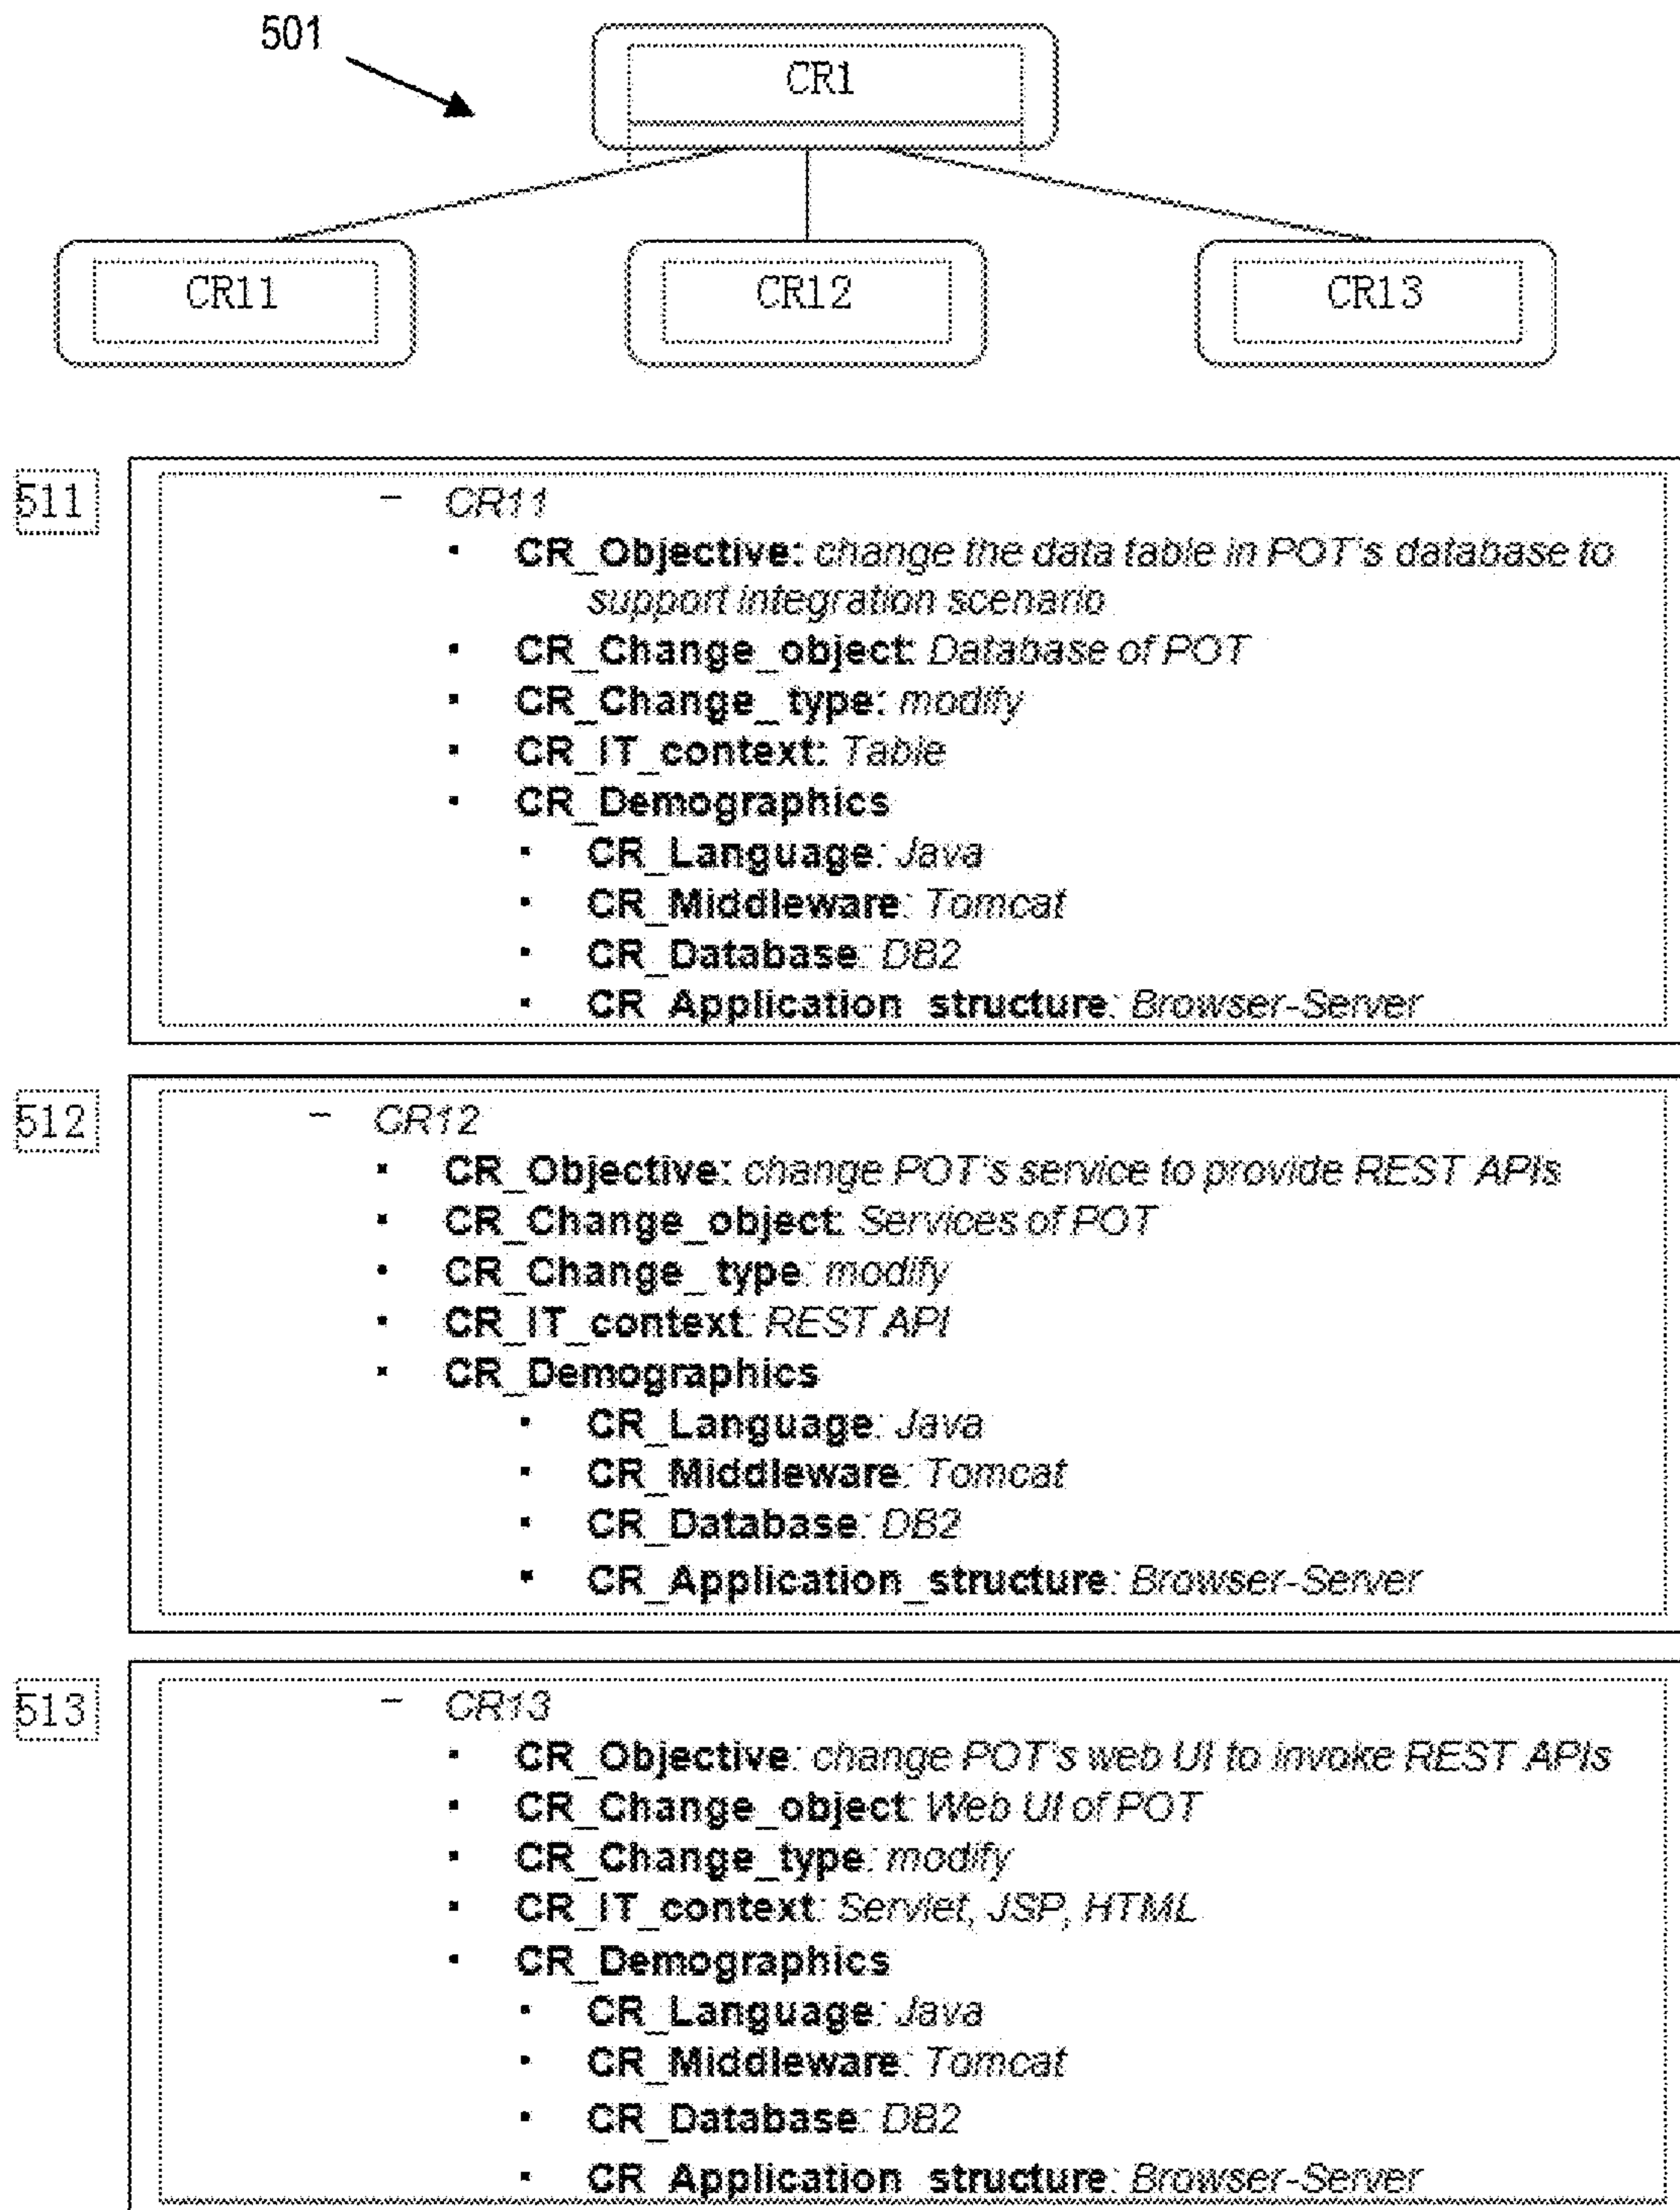 501
CR1
CR11 CR12 CR13
511
– CR11
▪ CR_Objective: change the data table in POT's database to
support integration scenario
▪ CR_Change_object: Database of POT
▪ CR_Change_type: modify
▪ CR_IT_context: Table
▪ CR_Demographics
▪ CR_Language: Java
▪ CR_Middleware: Tomcat
▪ CR_Database: DB2
▪ CR_Application_structure: Browser-Server
512
– CR12
▪ CR_Objective: change POT's service to provide REST APIs
▪ CR_Change_object: Services of POT
▪ CR_Change_type: modify
▪ CR_IT_context: REST API
▪ CR_Demographics
▪ CR_Language: Java
▪ CR_Middleware: Tomcat
▪ CR_Database: DB2
▪ CR_Application_structure: Browser-Server
513
– CR13
▪ CR_Objective: change POT's web UI to invoke REST APIs
▪ CR_Change_object: Web UI of POT
▪ CR_Change_type: modify
▪ CR_IT_context: Servlet, JSP, HTML
▪ CR_Demographics
▪ CR_Language: Java
▪ CR_Middleware: Tomcat
▪ CR_Database: DB2
▪ CR_Application_structure: Browser-Server